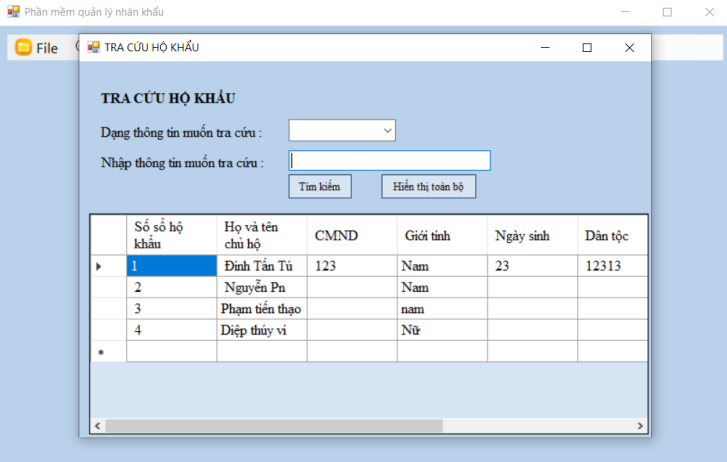 Phần mềm quản lý nhân khẩu
File
TRA CỨU HỘ KHẨU
TRA CỨU HỘ KHẨU
Dạng thông tin muốn tra cứu :
Nhập thông tin muốn tra cứu :
Tìm kiếm Hiển thị toàn bộ
Số sổ hộ khẩu Họ và tên chủ hộ CMND Giới tính Ngày sinh Dân tộc
1 Đinh Tấn Tú 123 Nam 23 12313
2 Nguyễn Pn Nam
3 Phạm tiến thạo nam
4 Diệp thúy vi Nữ